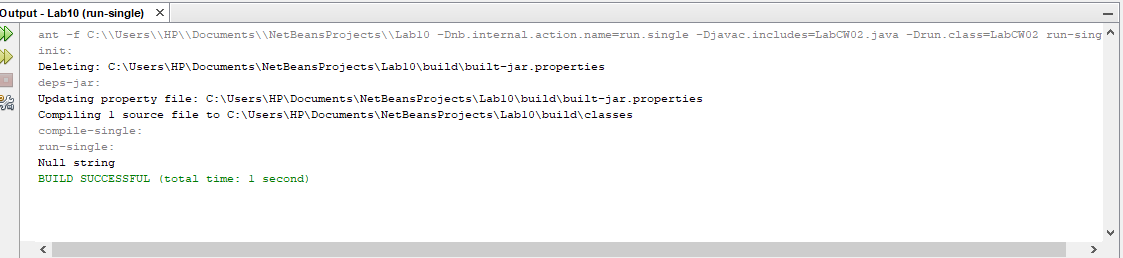 Output - Lab10 (run-single)
ant -f C:\\Users\\HP\\Documents\\NetBeansProjects\\Lab10 -Dnb.internal.action.name=run.single -Djavac.includes=LabCW02.java -Drun.class=LabCW02 run-sing
init:
Deleting: C:\Users\HP\Documents\NetBeansProjects\Lab10\build\built-jar.properties
deps-jar:
Updating property file: C:\Users\HP\Documents\NetBeansProjects\Lab10\build\built-jar.properties
Compiling 1 source file to C:\Users\HP\Documents\NetBeansProjects\Lab10\build\classes
compile-single:
run-single:
Null string
BUILD SUCCESSFUL (total time: 1 second)